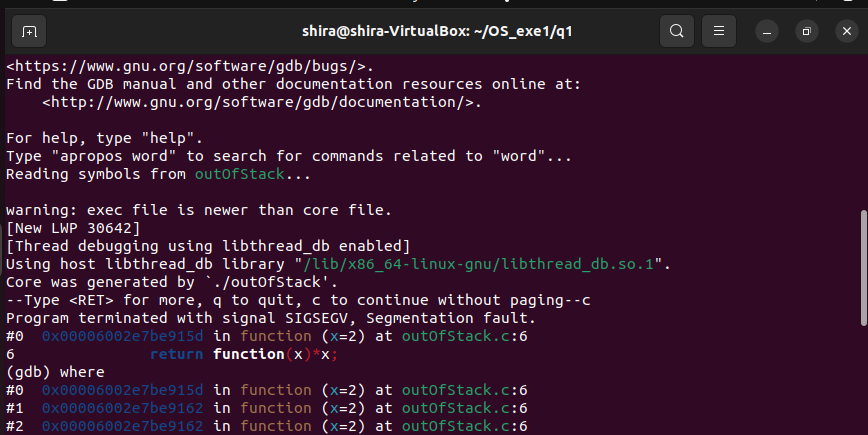 shira@shira-VirtualBox: ~/OS_exe1/q1
<https://www.gnu.org/software/gdb/bugs/>.
Find the GDB manual and other documentation resources online at:
    <http://www.gnu.org/software/gdb/documentation/>.

For help, type "help".
Type "apropos word" to search for commands related to "word"...
Reading symbols from outOfStack...

warning: exec file is newer than core file.
[New LWP 30642]
[Thread debugging using libthread_db enabled]
Using host libthread_db library "/lib/x86_64-linux-gnu/libthread_db.so.1".
Core was generated by `./outOfStack'.
--Type <RET> for more, q to quit, c to continue without paging--c
Program terminated with signal SIGSEGV, Segmentation fault.
#0  0x00006002e7be915d in function (x=2) at outOfStack.c:6
6               return function(x)*x;
(gdb) where
#0  0x00006002e7be915d in function (x=2) at outOfStack.c:6
#1  0x00006002e7be9162 in function (x=2) at outOfStack.c:6
#2  0x00006002e7be9162 in function (x=2) at outOfStack.c:6